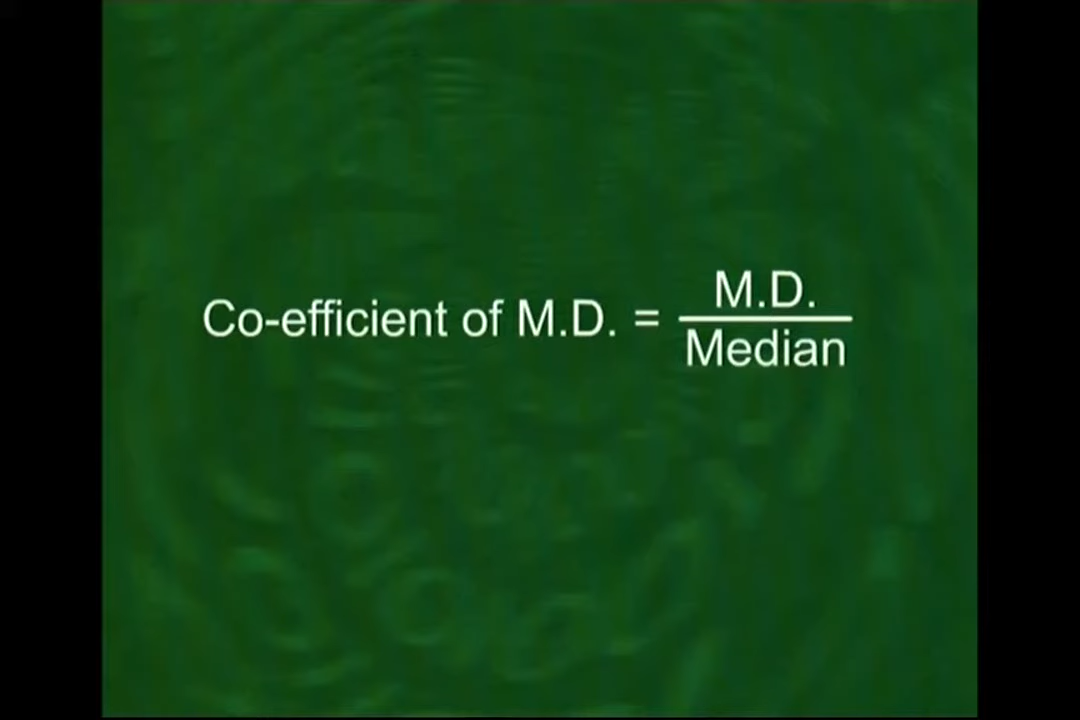 Co-efficient of M.D. = M.D.
Median